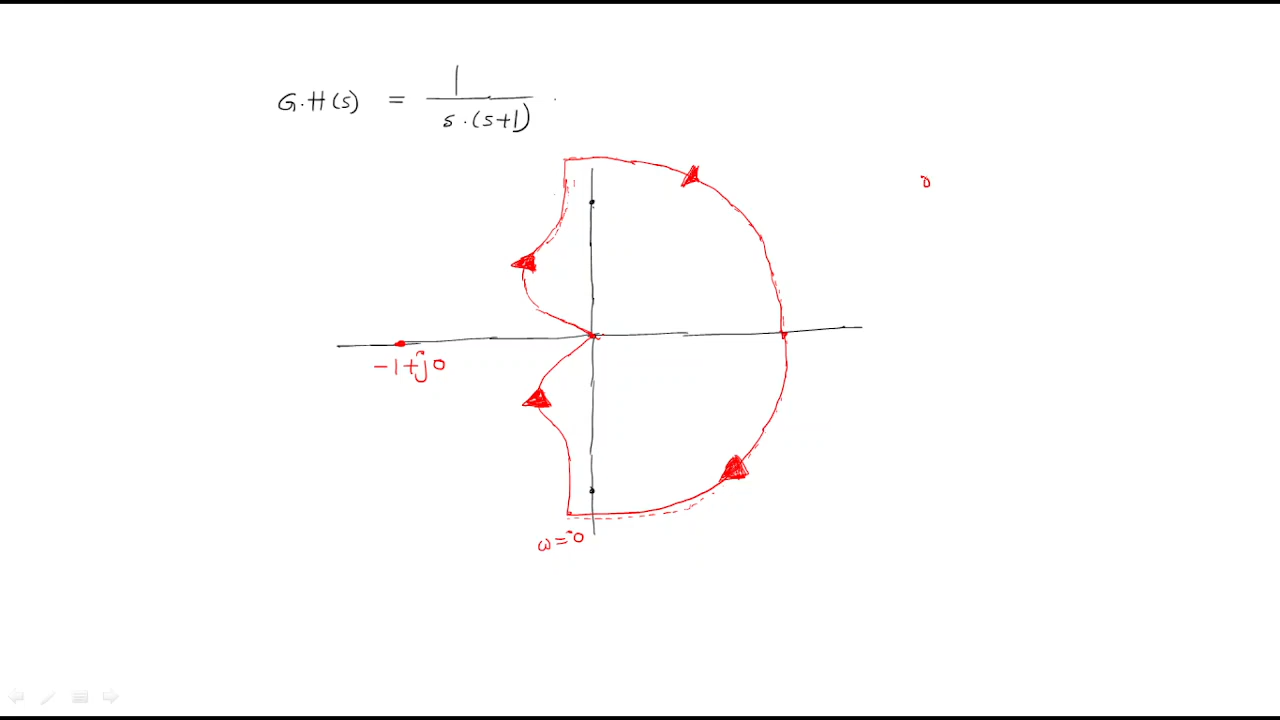 G.H(s) = 1 / s.(s+1)
-1+j0
ω=0